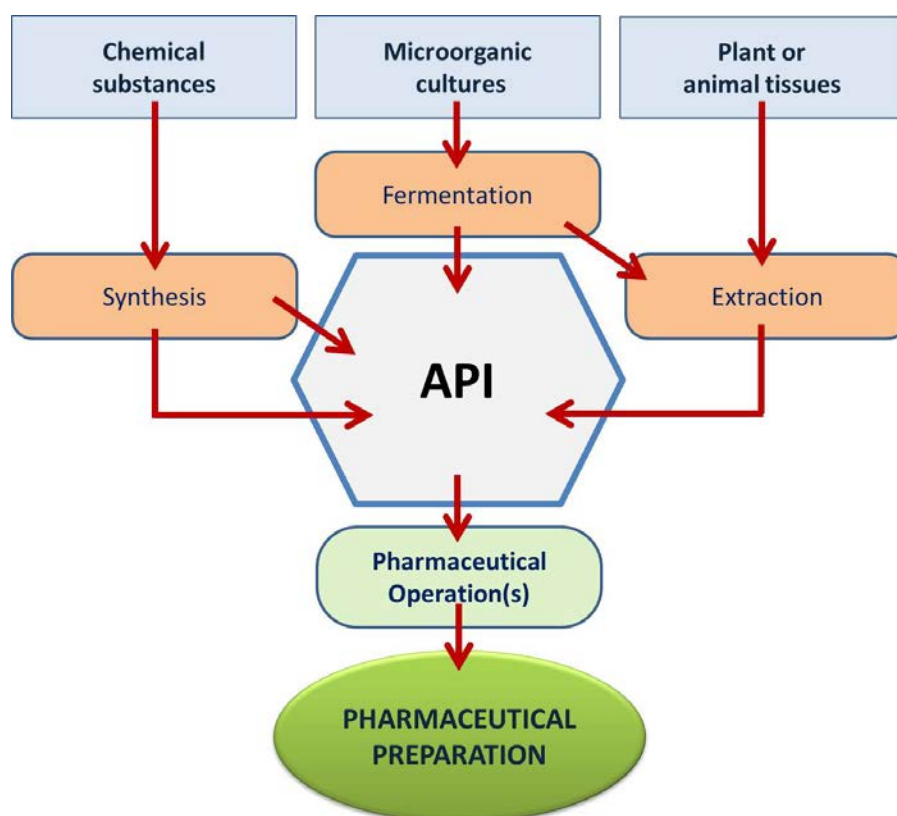 Chemical
substances
Microorganic
cultures
Plant or
animal tissues
Fermentation
Synthesis
Extraction
API
Pharmaceutical
Operation(s)
PHARMACEUTICAL
PREPARATION